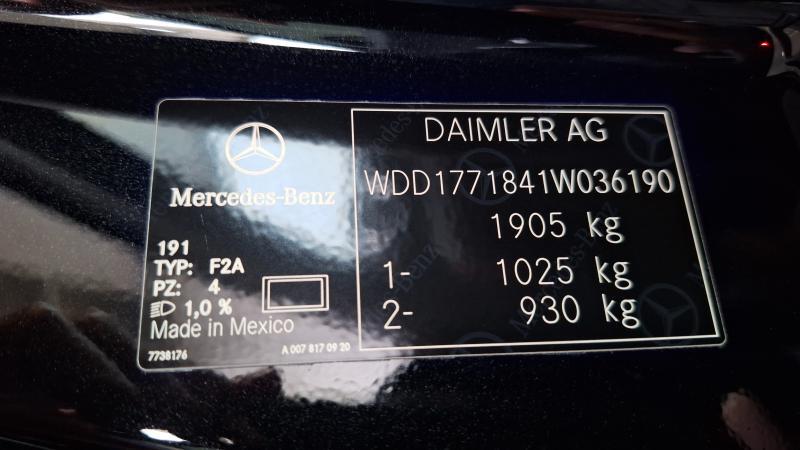 Mercedes-Benz
191
TYP: F2A
PZ: 4
1,0 %
Made in Mexico
7738176
A 007 817 09 20
DAIMLER AG
WDD1771841W036190
1905 kg
1- 1025 kg
2- 930 kg